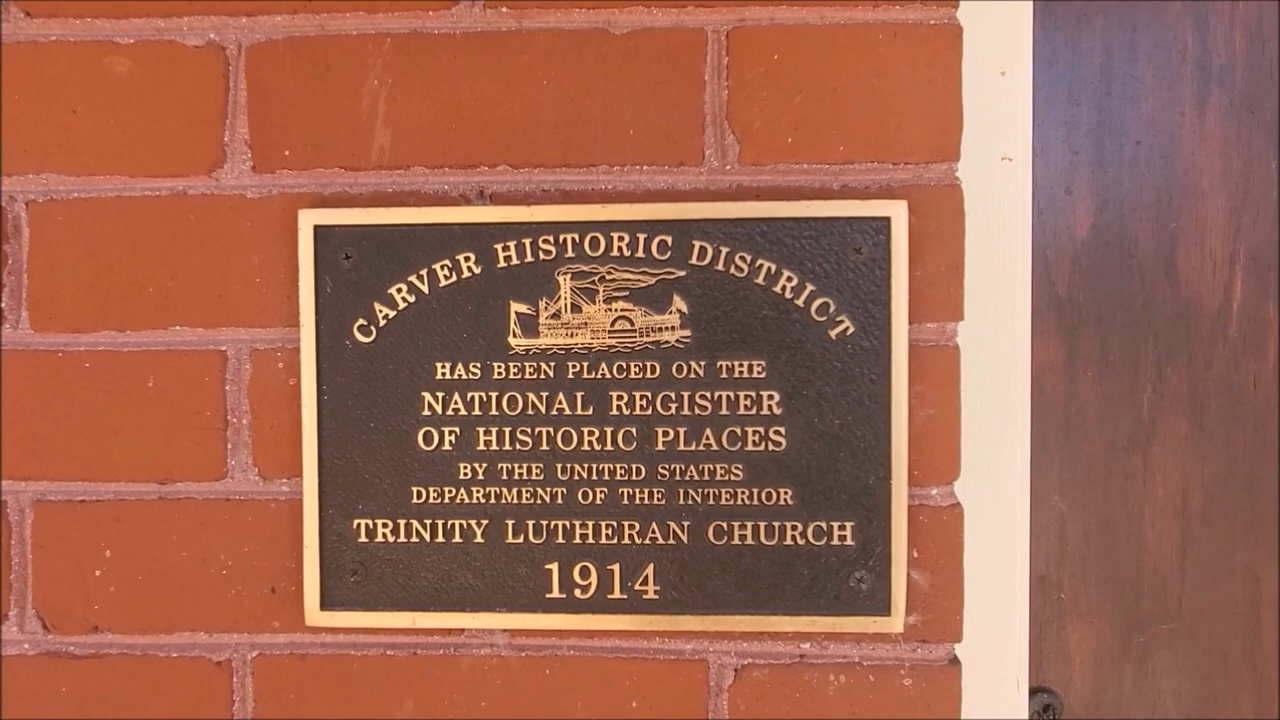 CARVER HISTORIC DISTRICT
HAS BEEN PLACED ON THE
NATIONAL REGISTER
OF HISTORIC PLACES
BY THE UNITED STATES
DEPARTMENT OF THE INTERIOR
TRINITY LUTHERAN CHURCH
1914